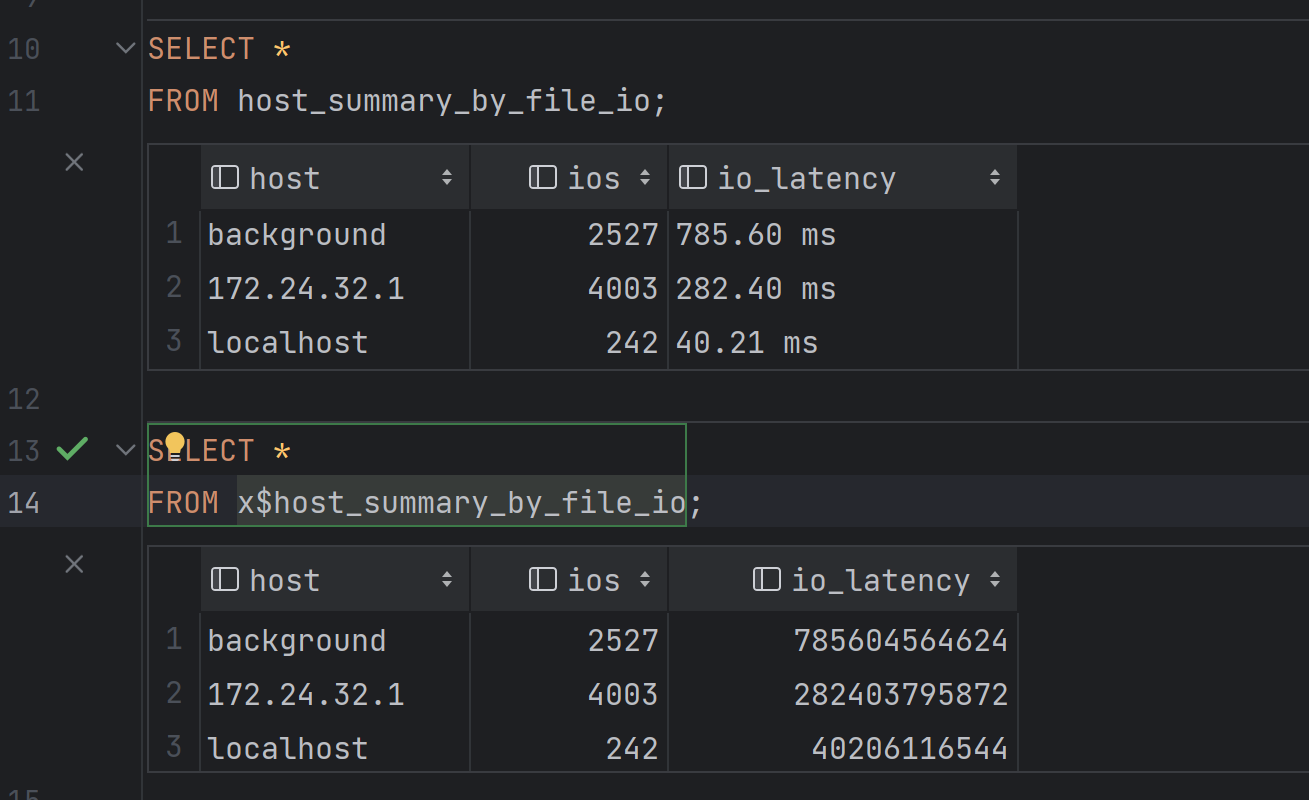 10 SELECT *
11 FROM host_summary_by_file_io;
host ios io_latency
1 background 2527 785.60 ms
2 172.24.32.1 4003 282.40 ms
3 localhost 242 40.21 ms
12
13 SELECT *
14 FROM x$host_summary_by_file_io;
host ios io_latency
1 background 2527 785604564624
2 172.24.32.1 4003 282403795872
3 localhost 242 40206116544
15